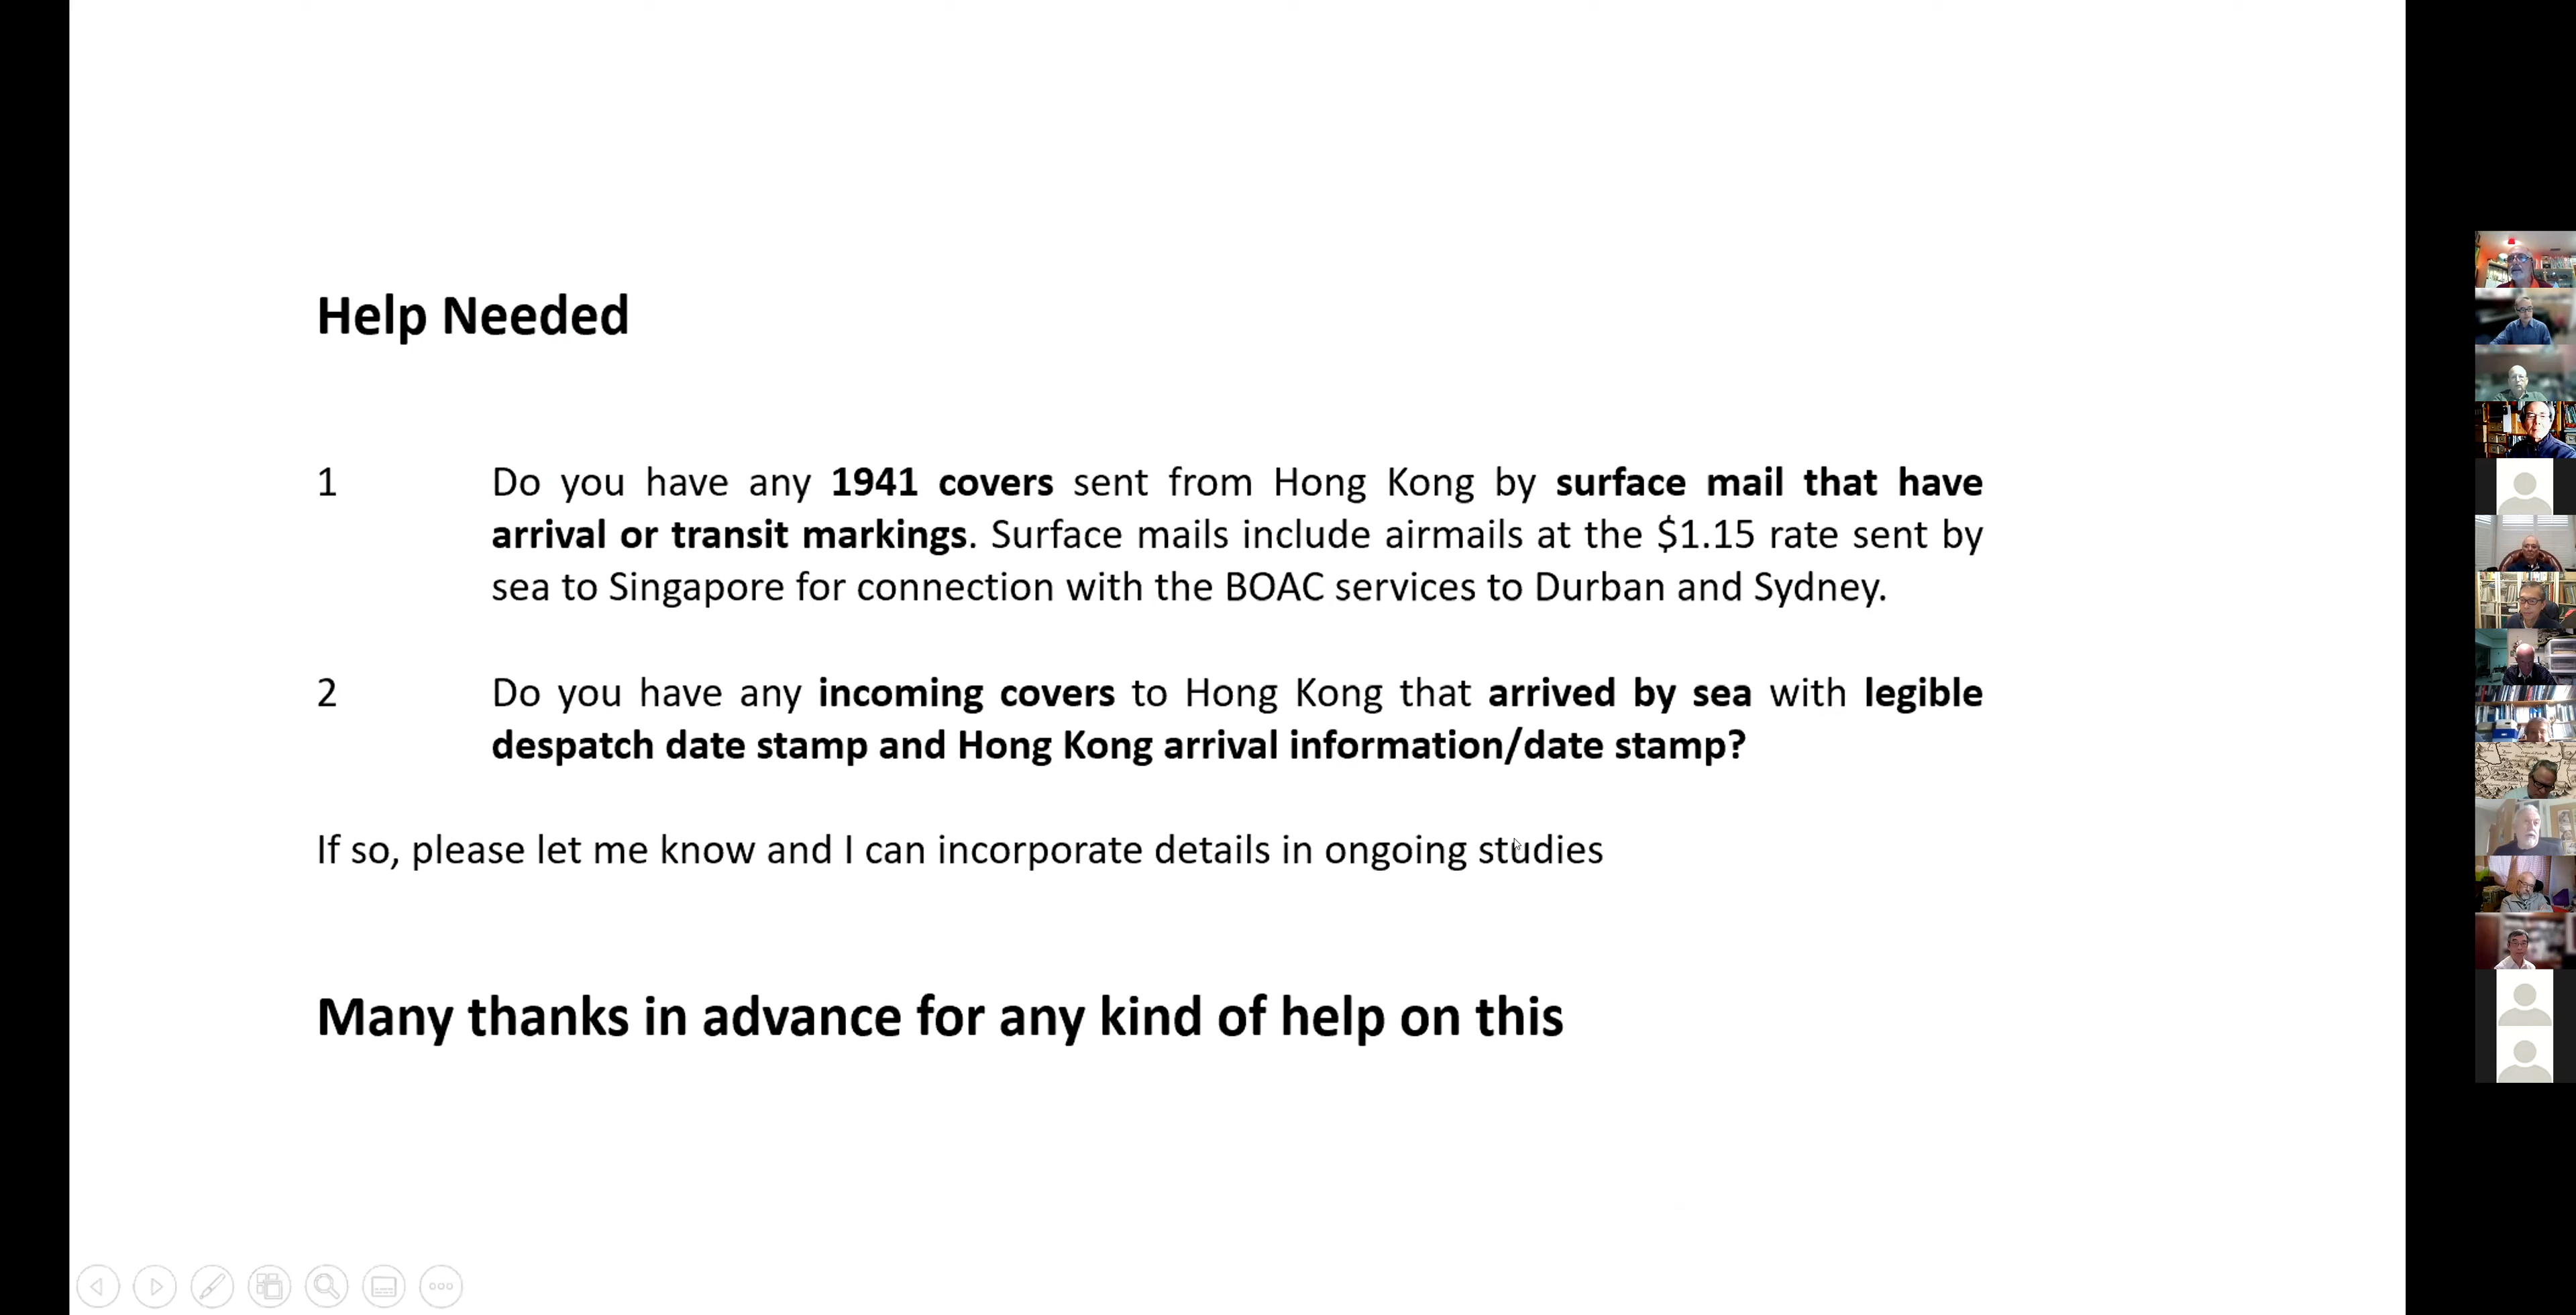 Help Needed
1 Do you have any 1941 covers sent from Hong Kong by surface mail that have
arrival or transit markings. Surface mails include airmails at the $1.15 rate sent by
sea to Singapore for connection with the BOAC services to Durban and Sydney.
2 Do you have any incoming covers to Hong Kong that arrived by sea with legible
despatch date stamp and Hong Kong arrival information/date stamp?
If so, please let me know and I can incorporate details in ongoing studies
Many thanks in advance for any kind of help on this